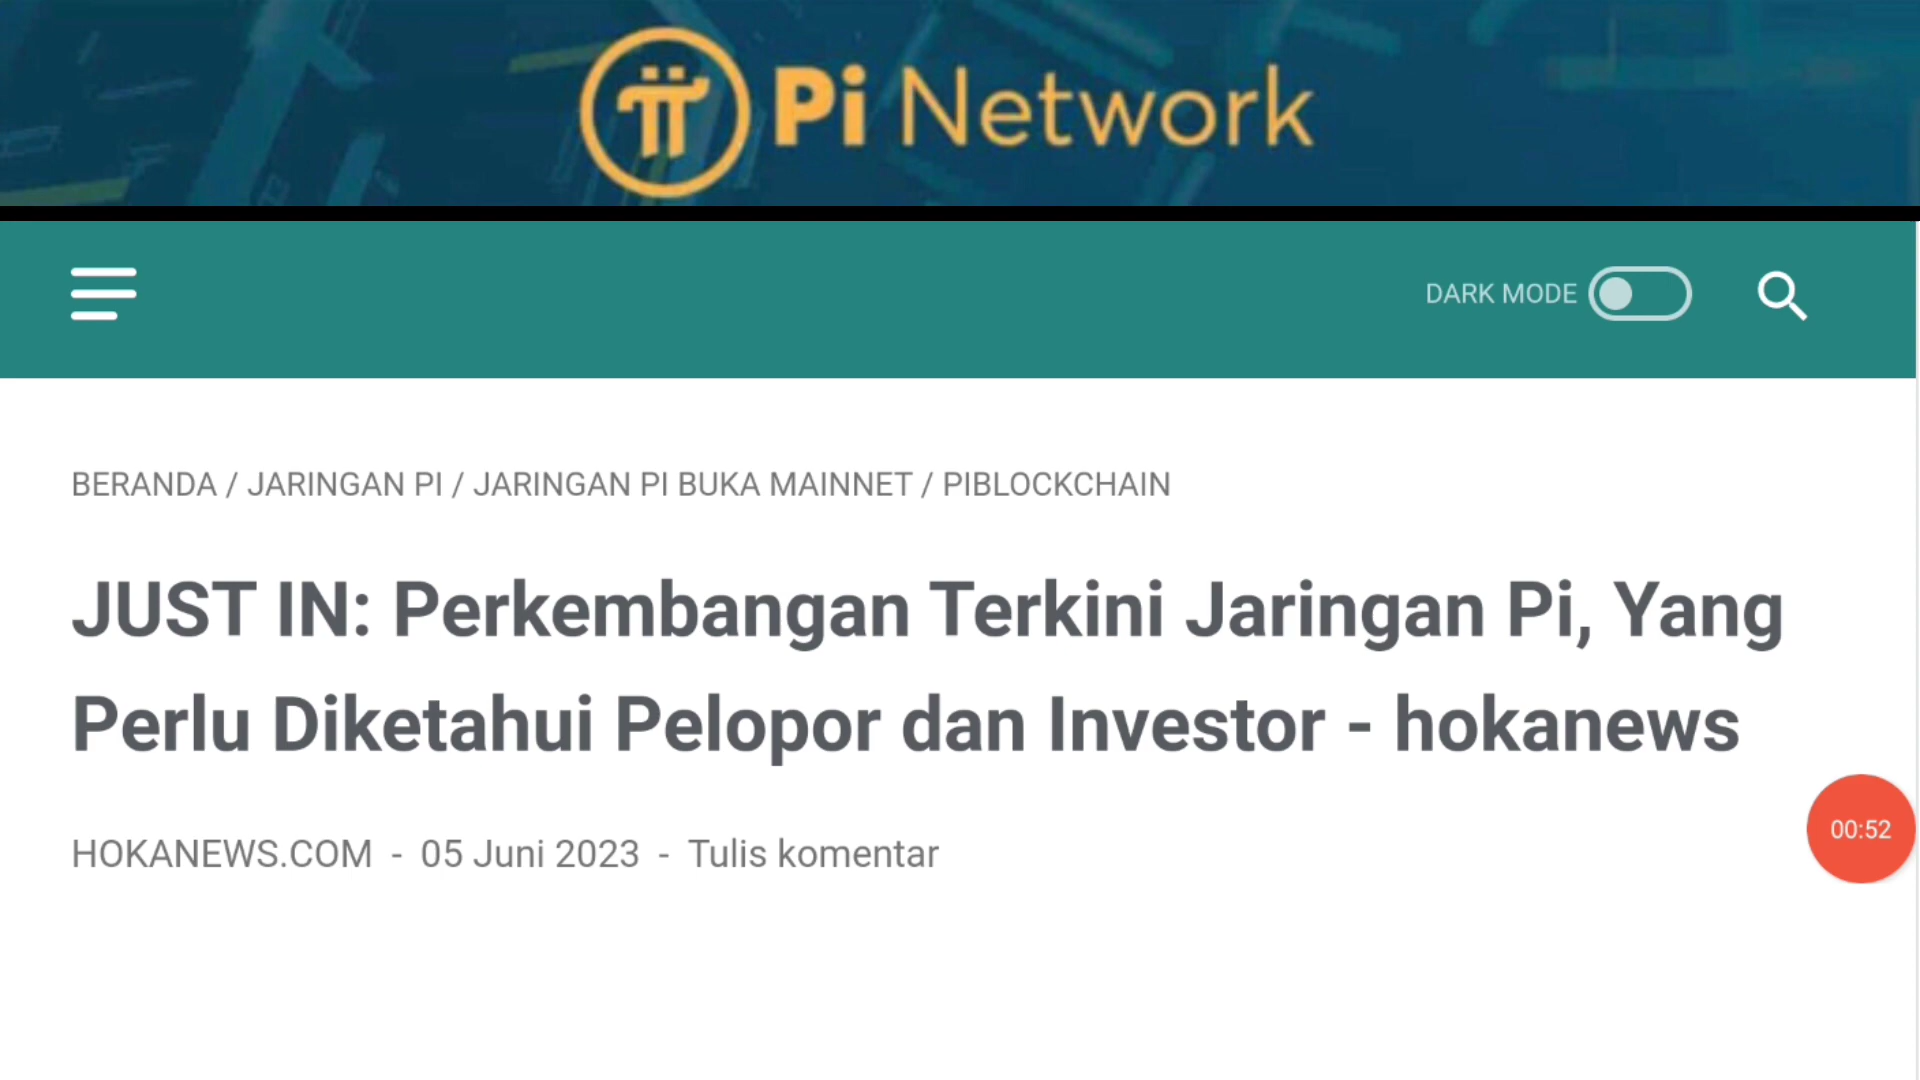 Pi Network
DARK MODE
BERANDA / JARINGAN PI / JARINGAN PI BUKA MAINNET / PIBLOCKCHAIN
JUST IN: Perkembangan Terkini Jaringan Pi, Yang
Perlu Diketahui Pelopor dan Investor - hokanews
HOKANEWS.COM - 05 Juni 2023 - Tulis komentar
00:52